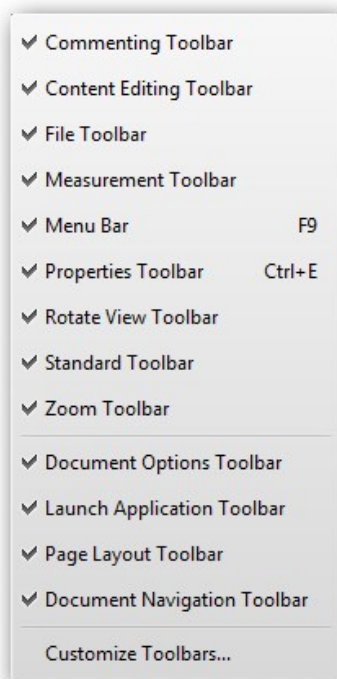 Commenting Toolbar
Content Editing Toolbar
File Toolbar
Measurement Toolbar
Menu Bar F9
Properties Toolbar Ctrl+E
Rotate View Toolbar
Standard Toolbar
Zoom Toolbar
Document Options Toolbar
Launch Application Toolbar
Page Layout Toolbar
Document Navigation Toolbar
Customize Toolbars...